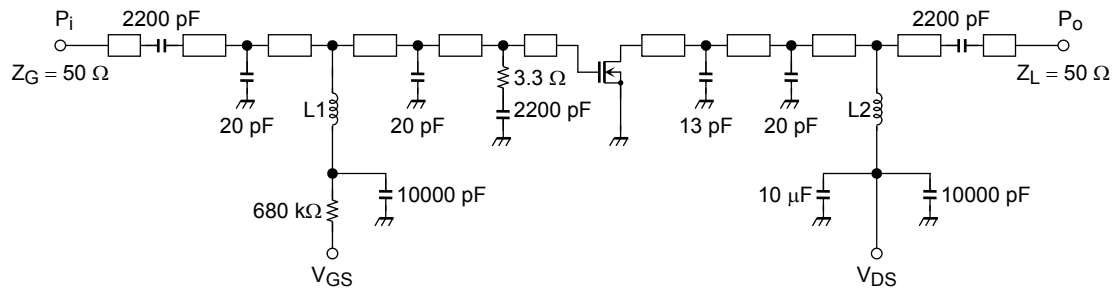 Pi
2200 pF
2200 pF
Po
ZG = 50 Ω
ZL = 50 Ω
3.3 Ω
L1
2200 pF
L2
20 pF
20 pF
13 pF
20 pF
10000 pF
10 μF
10000 pF
680 kΩ
VGS
VDS